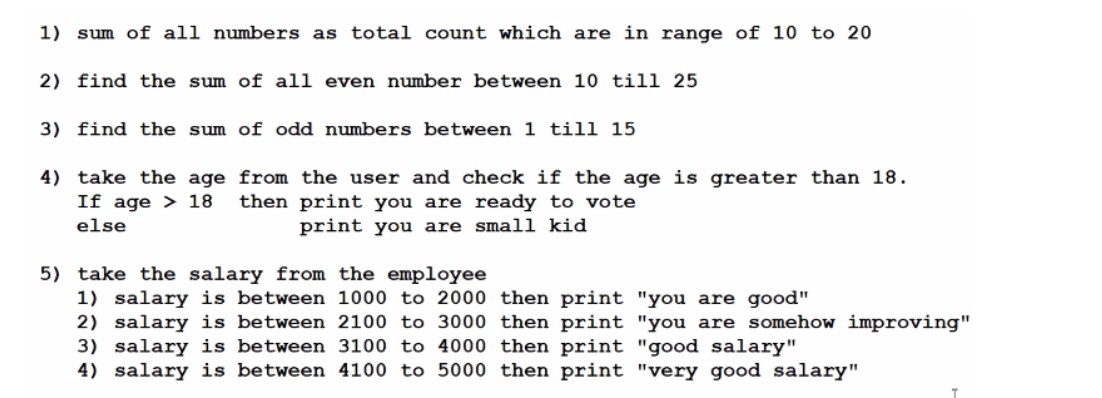 1) sum of all numbers as total count which are in range of 10 to 20
2) find the sum of all even number between 10 till 25
3) find the sum of odd numbers between 1 till 15
4) take the age from the user and check if the age is greater than 18.
If age > 18 then print you are ready to vote
else print you are small kid
5) take the salary from the employee
1) salary is between 1000 to 2000 then print "you are good"
2) salary is between 2100 to 3000 then print "you are somehow improving"
3) salary is between 3100 to 4000 then print "good salary"
4) salary is between 4100 to 5000 then print "very good salary"